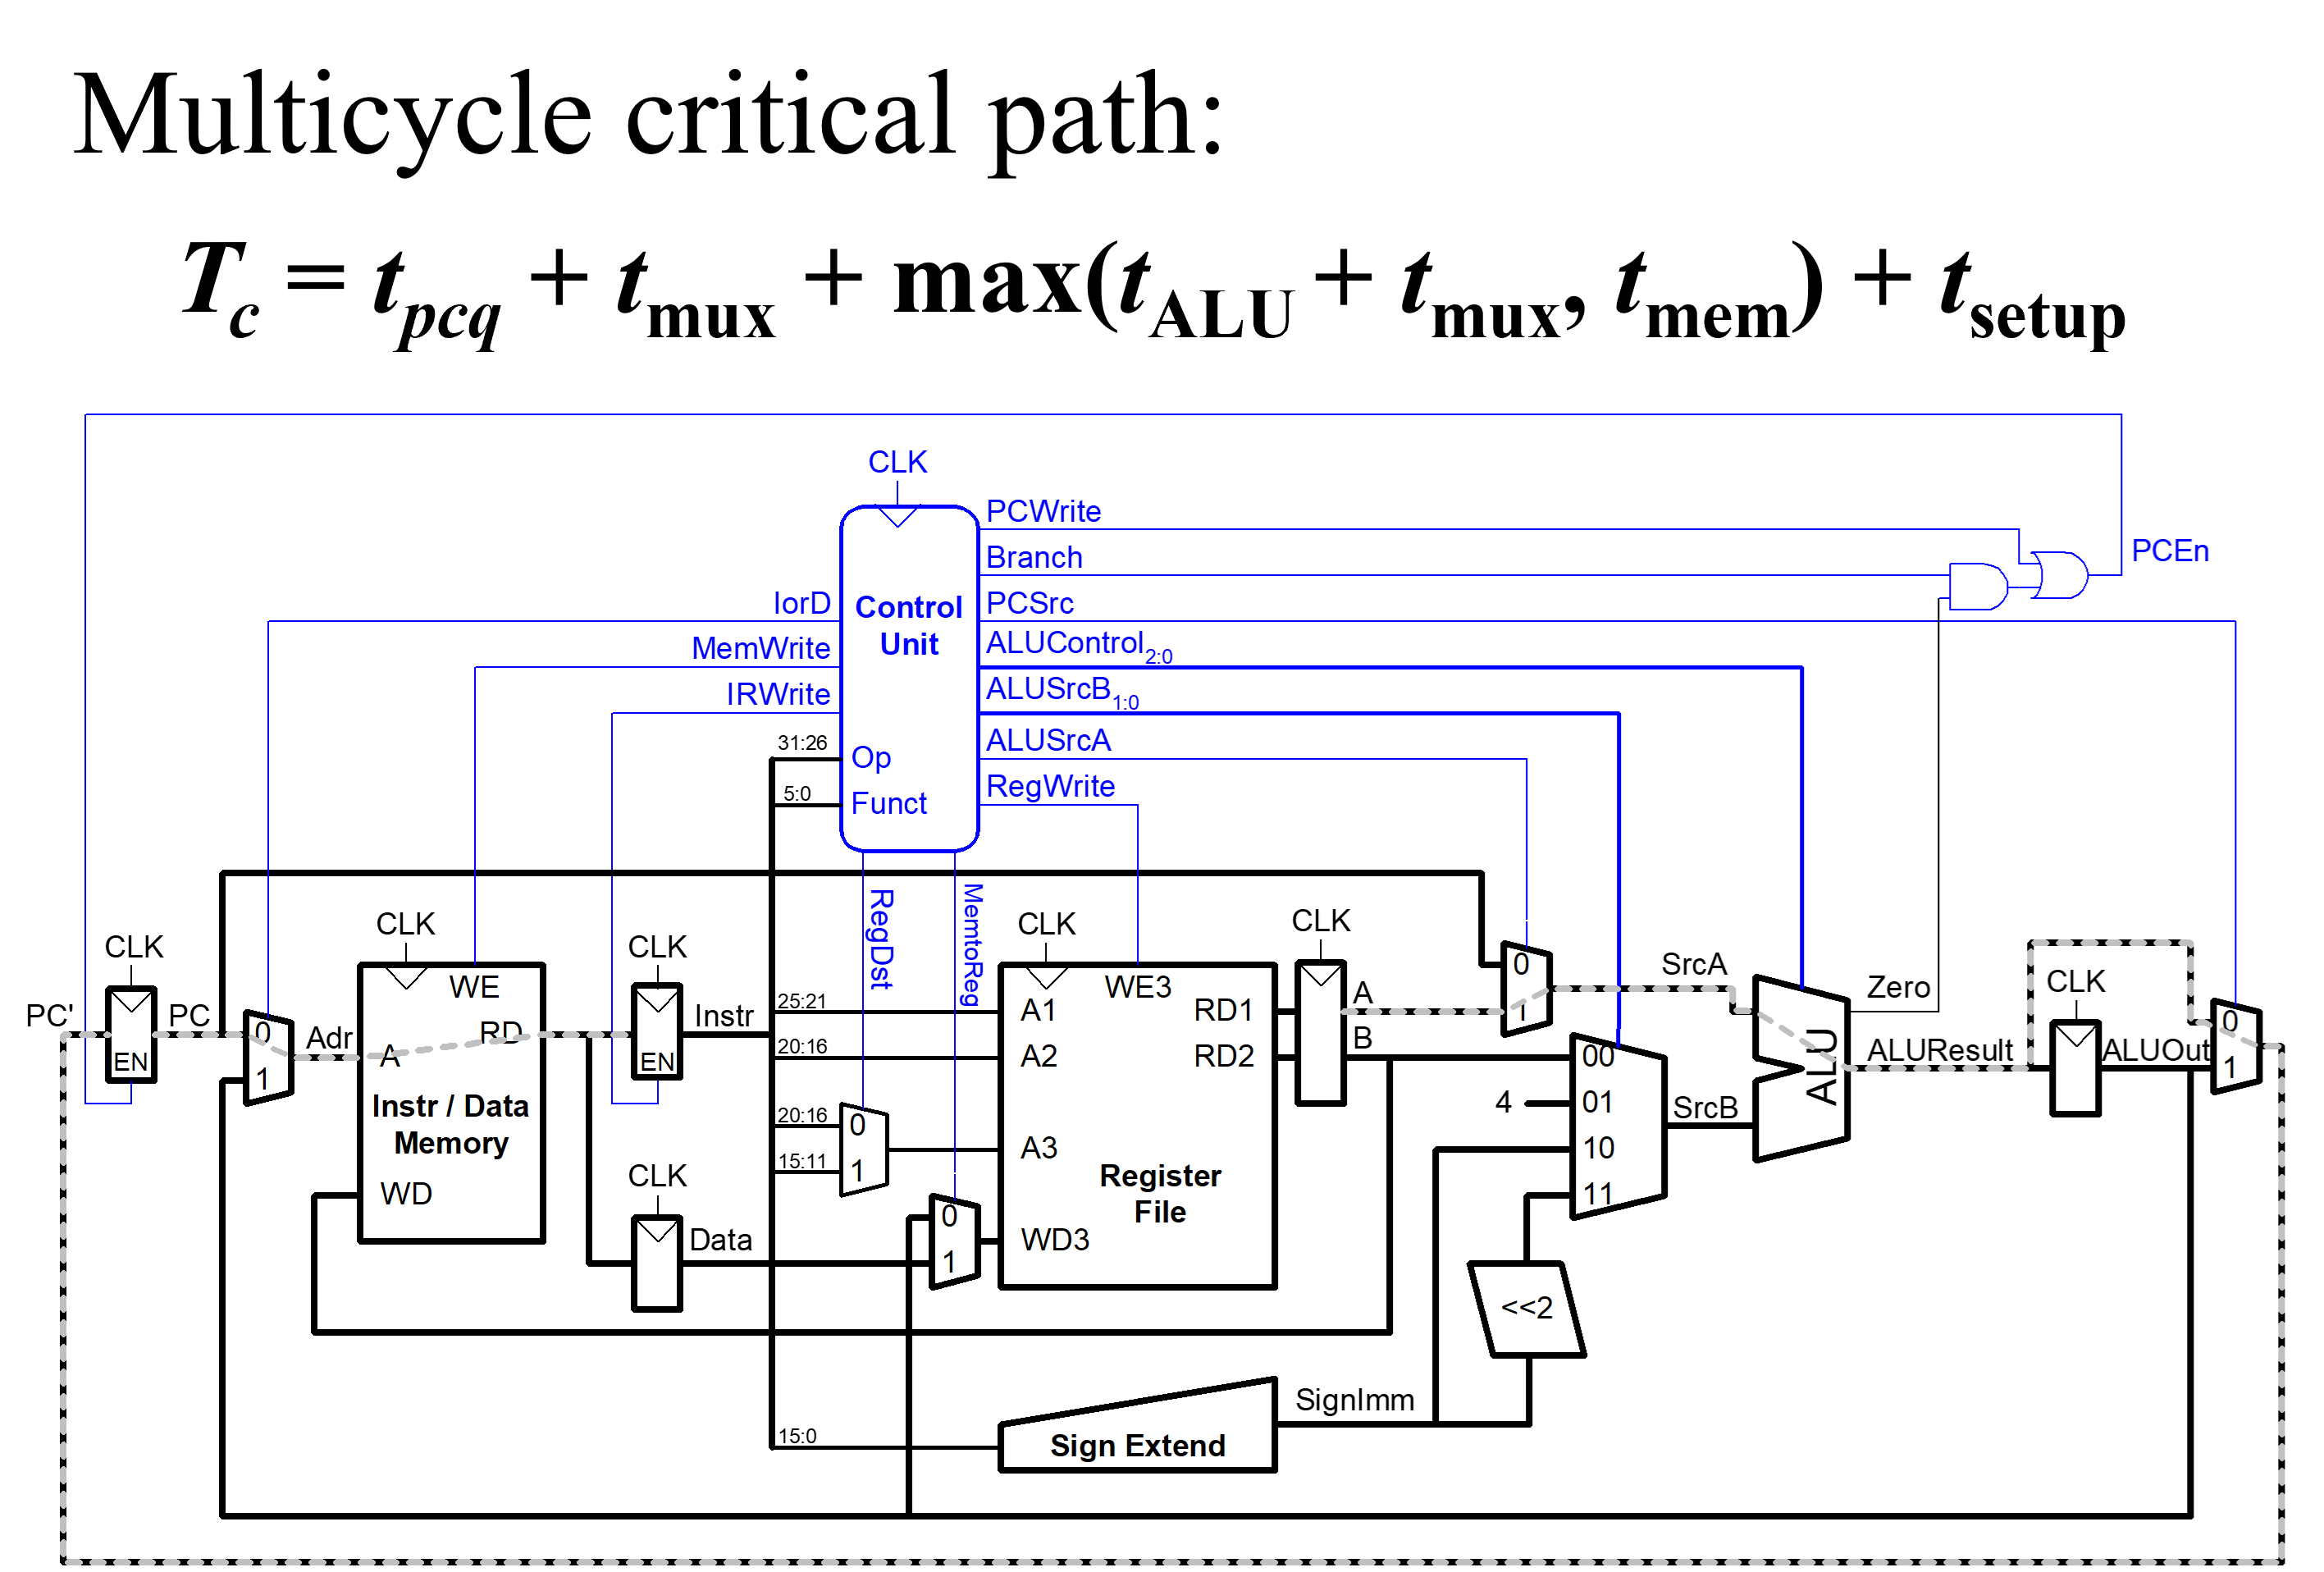 Multicycle critical path:
Tc = tpcq + tmux + max(tALU + tmux, tmem) + tsetup
CLK
PCWrite
Branch
PCEn
IorD
Control
Unit
PCSrc
MemWrite
ALUControl2:0
IRWrite
ALUSrcB1:0
31:26
Op
ALUSrcA
5:0
Funct
RegWrite
RegDst
MemtoReg
CLK
CLK
CLK
CLK
CLK
CLK
WE
WE3
0
SrcA
Zero
PC'
PC
EN
0
1
Adr
A
RD
EN
Instr
25:21
A1
RD1
A
1
20:16
A2
RD2
B
00
ALU
ALUResult
ALUOut
0
1
Instr / Data
Memory
4
01
SrcB
20:16
0
15:11
1
A3
10
Register
File
11
WD
CLK
0
1
WD3
Data
<<2
SignImm
15:0
Sign Extend
CLK